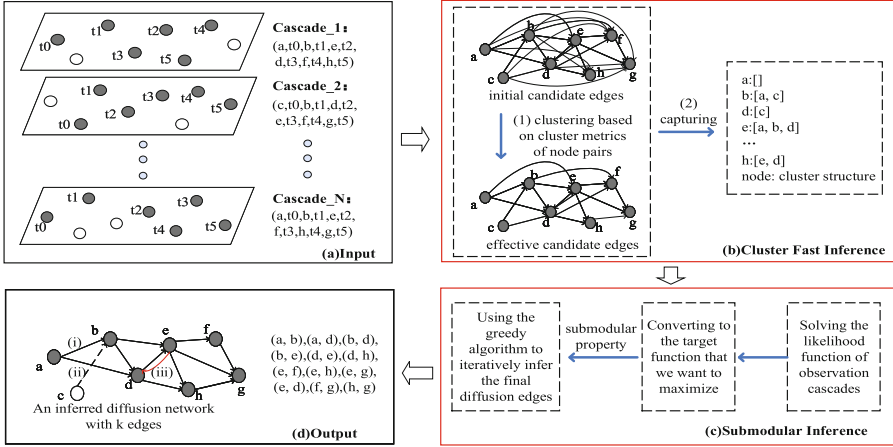 t0
t1
t2
t3
t4
t5
Cascade_1:
(a,t0,b,t1,e,t2,
d,t3,f,t4,h,t5)
t0
t1
t2
t3
t4
t5
Cascade_2:
(c,t0,b,t1,d,t2,
e,t3,f,t4,g,t5)
t0
t1
t2
t3
t4
t5
Cascade_N:
(a,t0,b,t1,e,t2,
f,t3,h,t4,g,t5)
(a)Input
a
b
c
d
e
f
g
h
initial candidate edges
(1) clustering based
on cluster metrics
of node pairs
a
b
c
d
e
f
g
h
effective candidate edges
(2)
capturing
a:[]
b:[a, c]
d:[c]
e:[a, b, d]
...
h:[e, d]
node: cluster structure
(b)Cluster Fast Inference
Solving the
likelihood
function of
observation
cascades
Converting to
the target
function that
we want to
maximize
submodular
property
Using the
greedy
algorithm to
iteratively infer
the final
diffusion edges
(c)Submodular Inference
a
b
c
d
e
f
g
h
(i)
(ii)
(iii)
An inferred diffusion network
with k edges
(a, b),(a, d),(b, d),
(b, e),(d, e),(d, h),
(e, f),(e, h),(e, g),
(e, d),(f, g),(h, g)
(d)Output